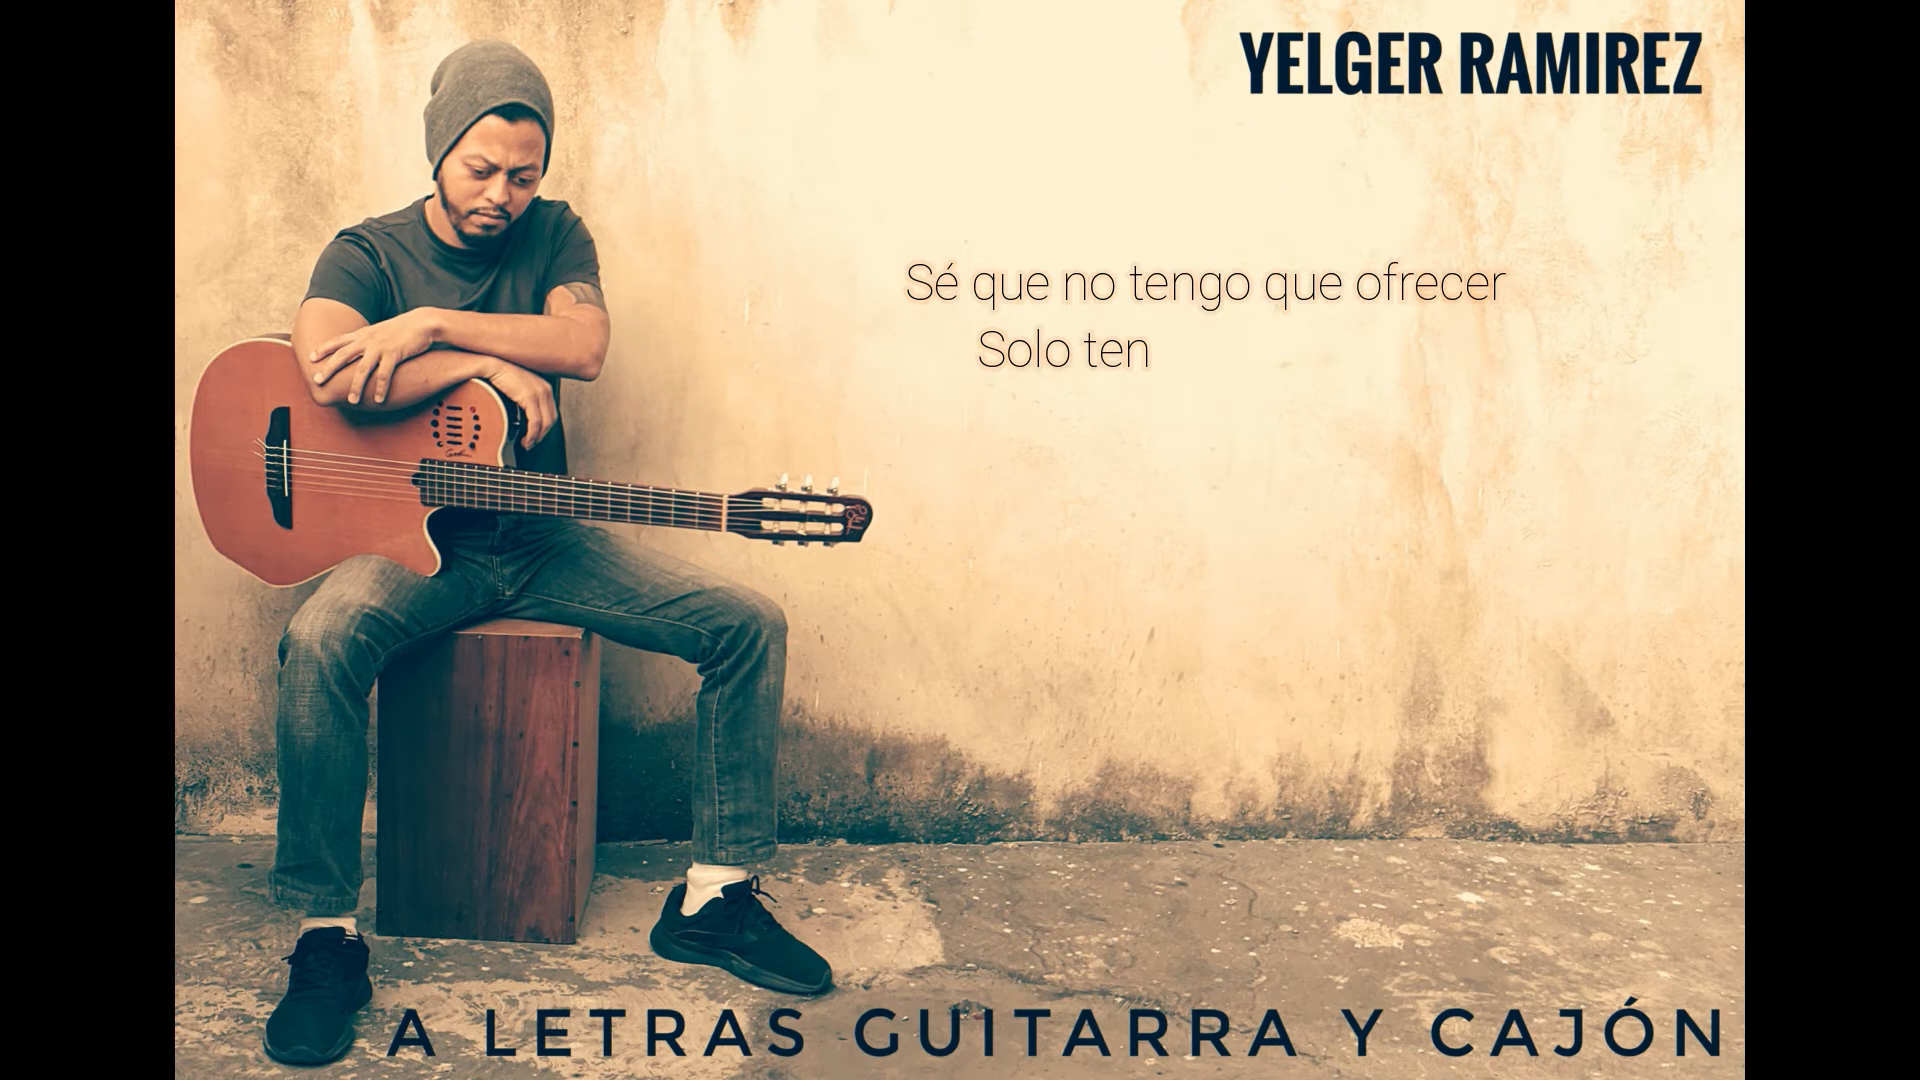 YELGER RAMIREZ
Sé que no tengo que ofrecer
Solo ten
A LETRAS GUITARRA Y CAJÓN